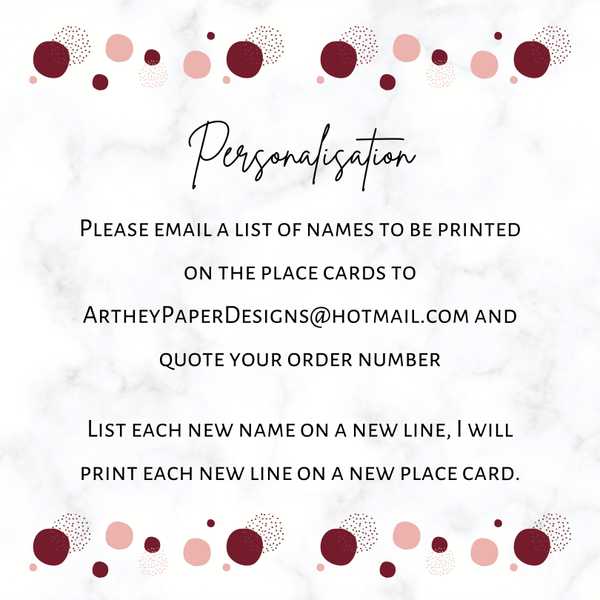 Personalisation
Please email a list of names to be printed
on the place cards to
ArtheyPaperDesigns@hotmail.com and
quote your order number
List each new name on a new line, I will
print each new line on a new place card.